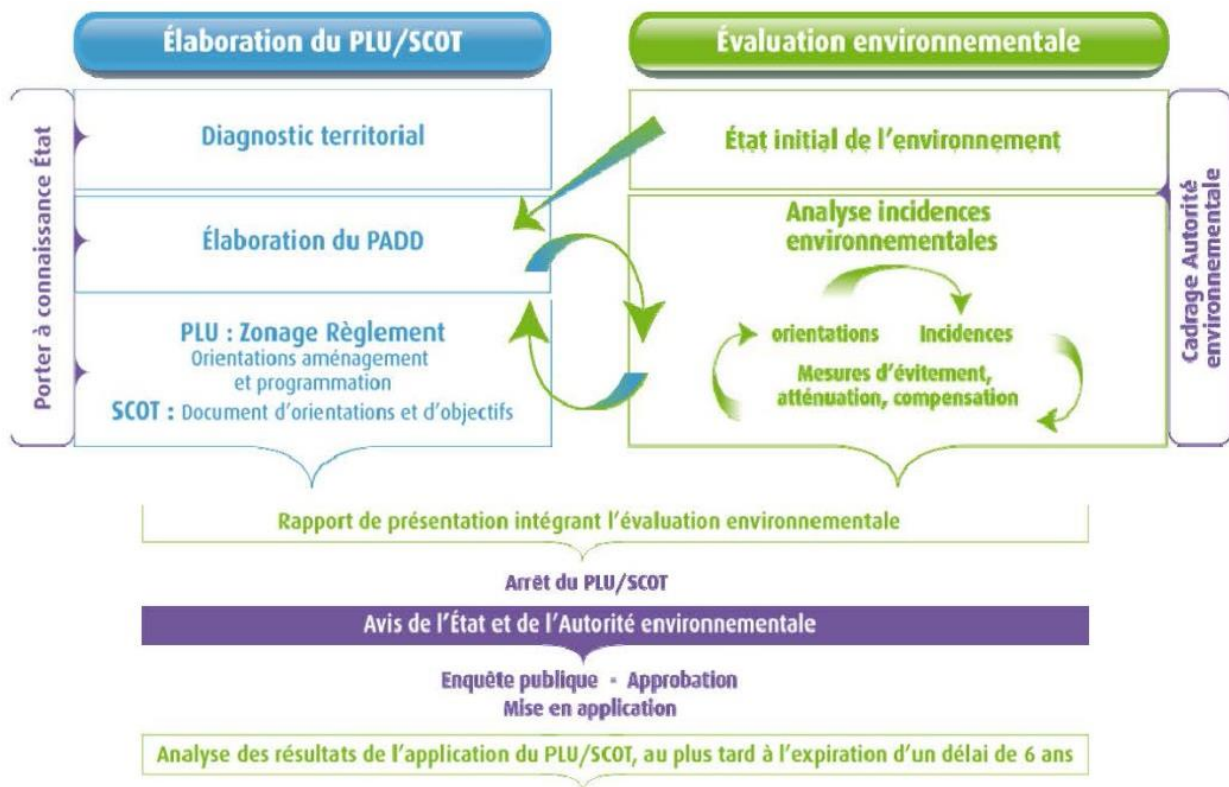 Élaboration du PLU/SCOT
Évaluation environnementale
Porter à connaissance État
Diagnostic territorial
Élaboration du PADD
PLU : Zonage Règlement
Orientations aménagement
et programmation
SCOT : Document d'orientations et d'objectifs
État initial de l'environnement
Analyse incidences
environnementales
orientations
Incidences
Mesures d'évitement,
atténuation, compensation
Cadrage Autorité
environnementale
Rapport de présentation intégrant l'évaluation environnementale
Arrêt du PLU/SCOT
Avis de l'État et de l'Autorité environnementale
Enquête publique - Approbation
Mise en application
Analyse des résultats de l'application du PLU/SCOT, au plus tard à l'expiration d'un délai de 6 ans